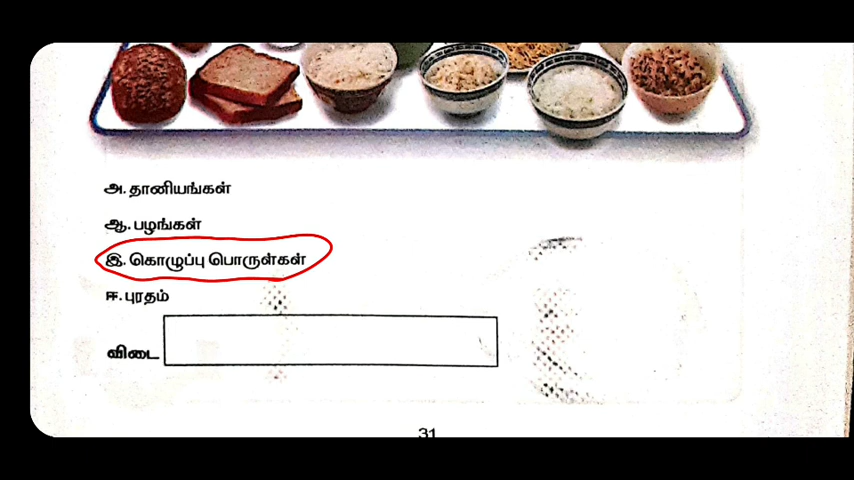 அ. தானியங்கள்
ஆ. பழங்கள்
இ. கொழுப்பு பொருள்கள்
ஈ. புரதம்
விடை
31